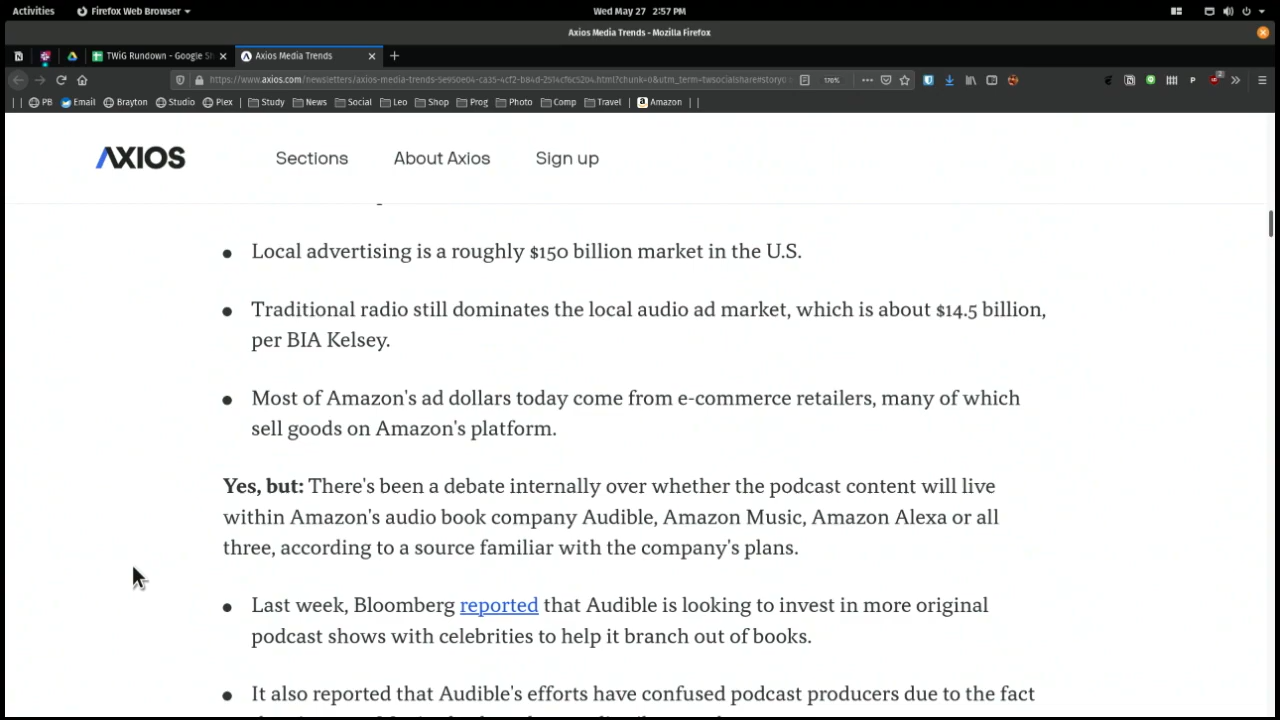 Activities Firefox Web Browser Wed May 27 2:57 PM
Axios Media Trends - Mozilla Firefox
TWiG Rundown - Google Sh Axios Media Trends
170%
PB Email Brayton Studio Plex Study News Social Leo Shop Prog Photo Comp Travel Amazon
AXIOS Sections About Axios Sign up
Local advertising is a roughly $150 billion market in the U.S.
Traditional radio still dominates the local audio ad market, which is about $14.5 billion,
per BIA Kelsey.
Most of Amazon's ad dollars today come from e-commerce retailers, many of which
sell goods on Amazon's platform.
Yes, but: There's been a debate internally over whether the podcast content will live
within Amazon's audio book company Audible, Amazon Music, Amazon Alexa or all
three, according to a source familiar with the company's plans.
Last week, Bloomberg reported that Audible is looking to invest in more original
podcast shows with celebrities to help it branch out of books.
It also reported that Audible's efforts have confused podcast producers due to the fact